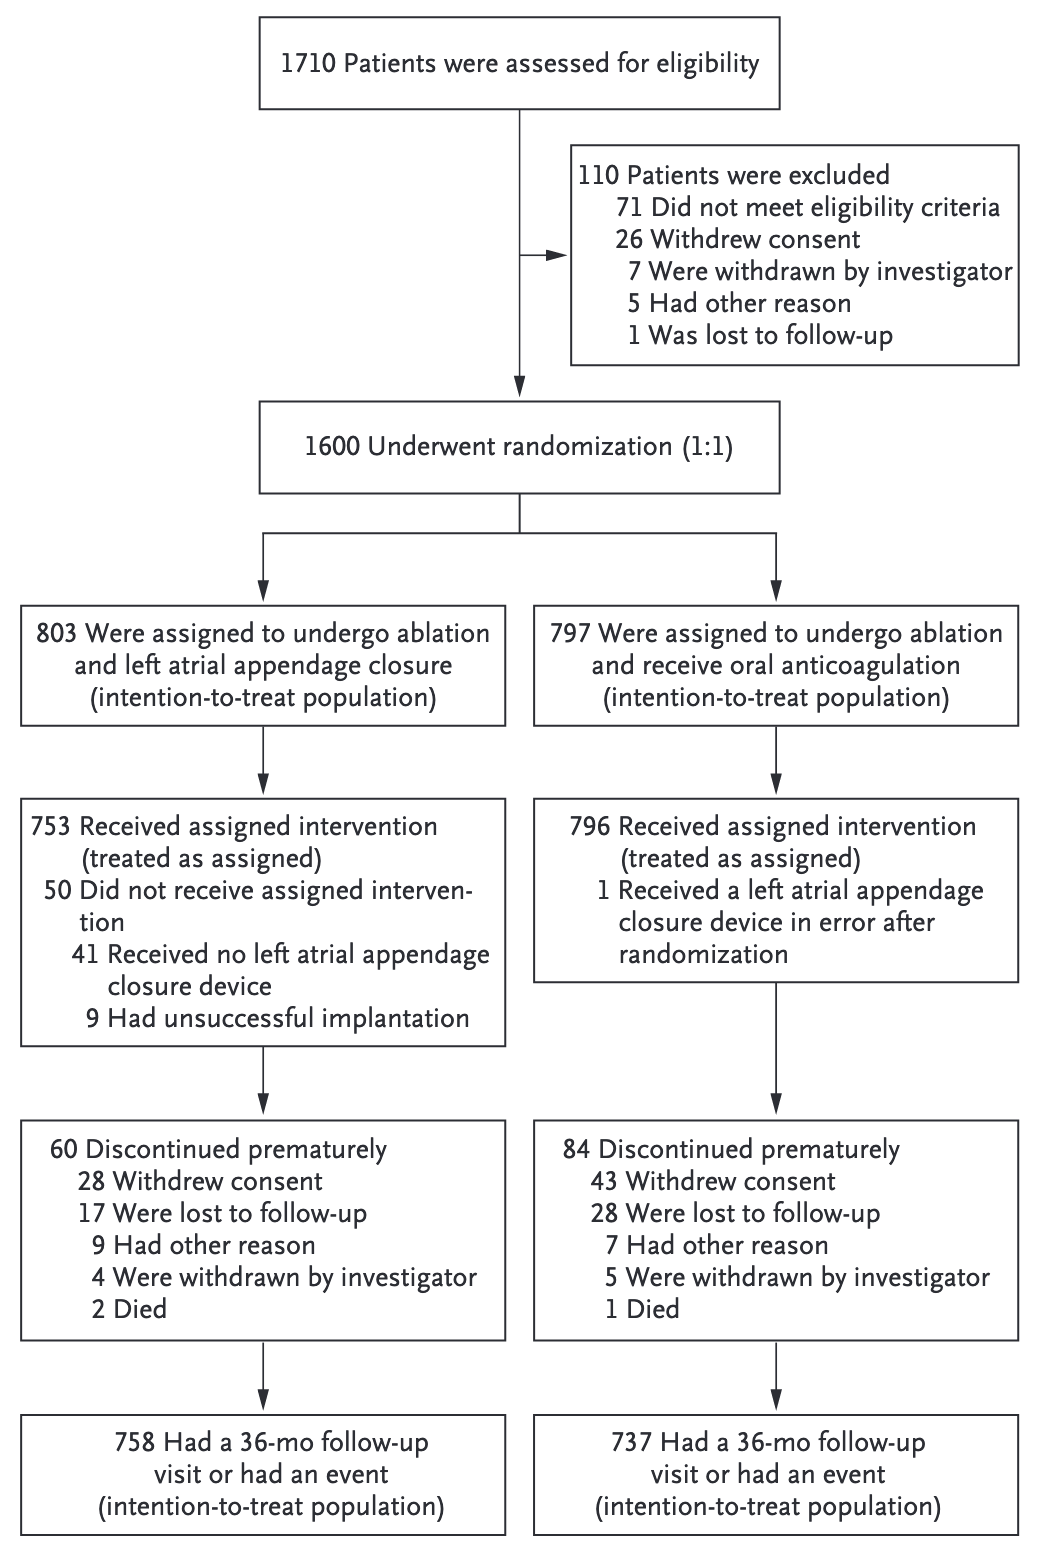 1710 Patients were assessed for eligibility
110 Patients were excluded
71 Did not meet eligibility criteria
26 Withdrew consent
7 Were withdrawn by investigator
5 Had other reason
1 Was lost to follow-up
1600 Underwent randomization (1:1)
803 Were assigned to undergo ablation
and left atrial appendage closure
(intention-to-treat population)
797 Were assigned to undergo ablation
and receive oral anticoagulation
(intention-to-treat population)
753 Received assigned intervention
(treated as assigned)
50 Did not receive assigned interven-
tion
41 Received no left atrial appendage
closure device
9 Had unsuccessful implantation
796 Received assigned intervention
(treated as assigned)
1 Received a left atrial appendage
closure device in error after
randomization
60 Discontinued prematurely
28 Withdrew consent
17 Were lost to follow-up
9 Had other reason
4 Were withdrawn by investigator
2 Died
84 Discontinued prematurely
43 Withdrew consent
28 Were lost to follow-up
7 Had other reason
5 Were withdrawn by investigator
1 Died
758 Had a 36-mo follow-up
visit or had an event
(intention-to-treat population)
737 Had a 36-mo follow-up
visit or had an event
(intention-to-treat population)